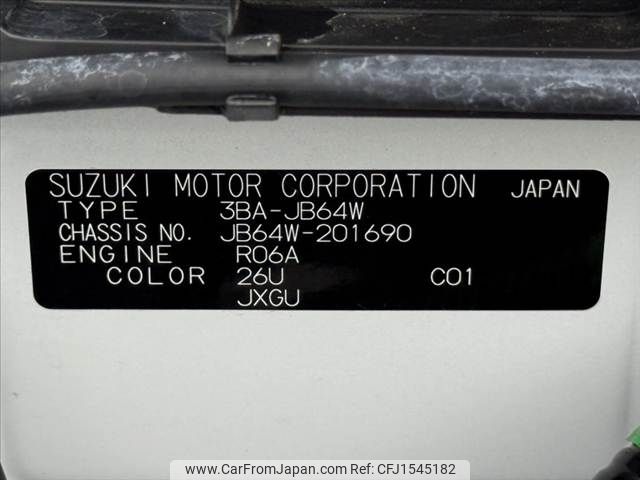 SUZUKI MOTOR CORPORATION JAPAN
TYPE 3BA-JB64W
CHASSIS NO. JB64W-201690
ENGINE R06A
COLOR 26U C01
JXGU
www.CarFromJapan.com - CFJ1545182